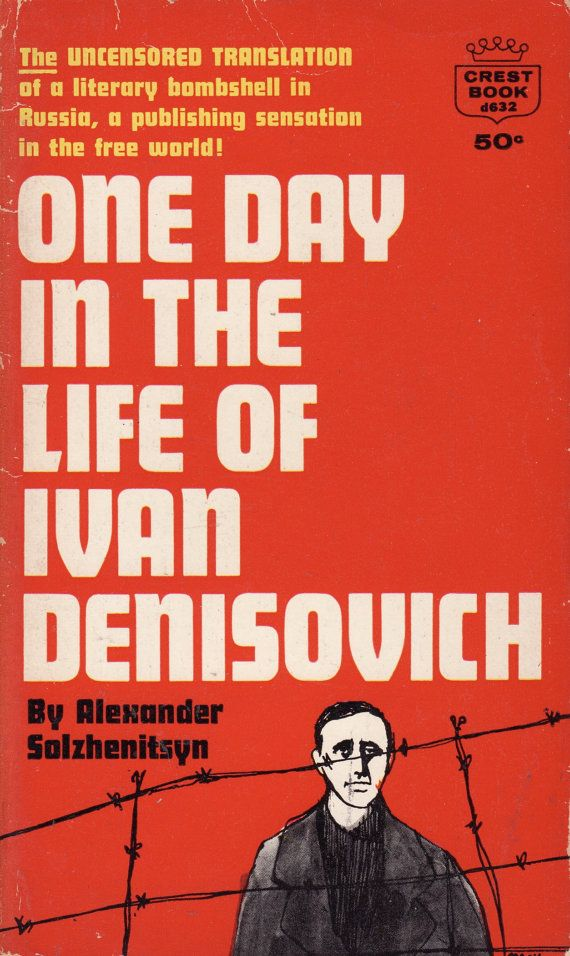 The UNCENSORED TRANSLATION
of a literary bombshell in
Russia, a publishing sensation
in the free world!
CREST
BOOK
d632
50¢
ONE DAY
IN THE
LIFE OF
IVAN
DENISOVICH
By Alexander
Solzhenitsyn